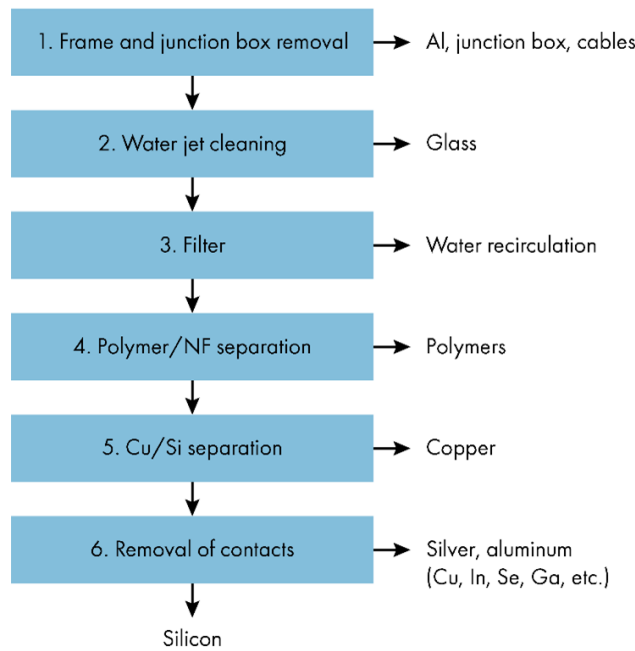 1. Frame and junction box removal
Al, junction box, cables
2. Water jet cleaning
Glass
3. Filter
Water recirculation
4. Polymer/NF separation
Polymers
5. Cu/Si separation
Copper
6. Removal of contacts
Silver, aluminum
(Cu, In, Se, Ga, etc.)
Silicon